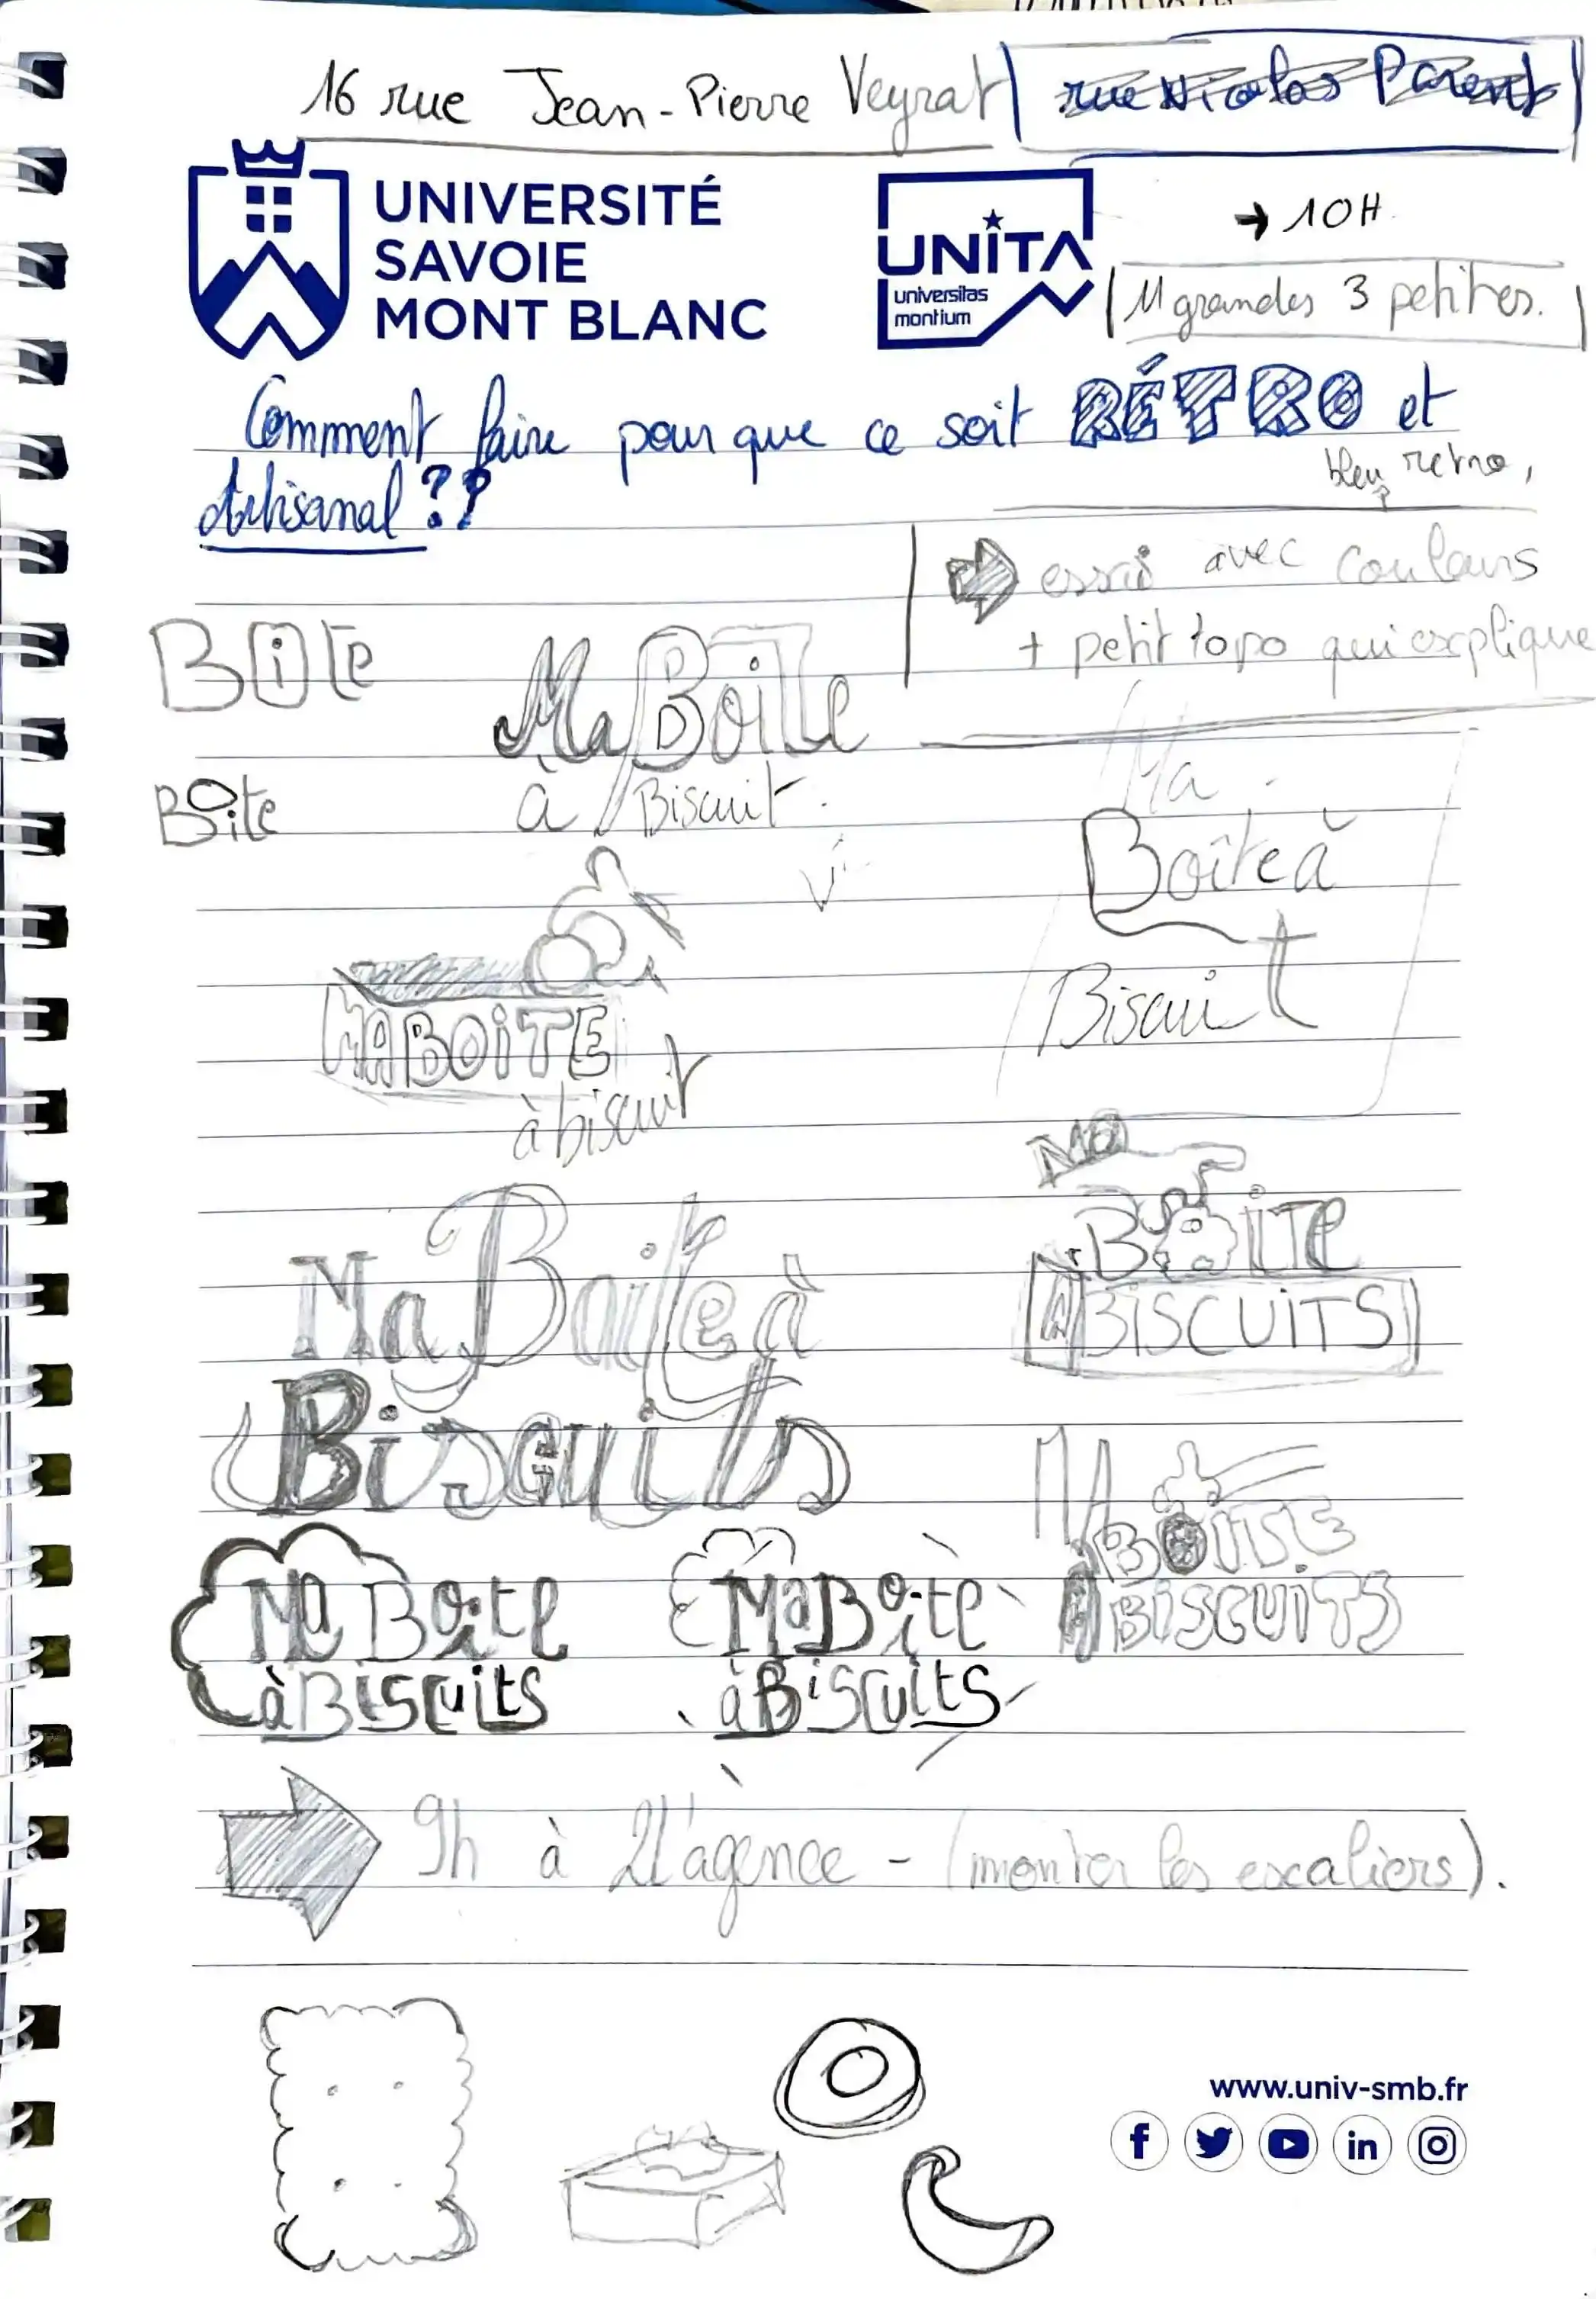 16 rue Jean-Pierre Veyrat
rue Nicolas Parent
UNIVERSITÉ
SAVOIE
MONT BLANC
UNITA
universitas
montium
→ 10H
11 grandes 3 petites.
Comment faire pour que ce soit RÉTRO et
Artisanal ??
bleu retro,
?
essai avec couleurs
+ petit topo qui explique
Boite
Ma Boite
à Biscuit
Boite
Ma
Boîte à
Biscuit
MA BOiTE
à biscuit
MA
BOiTe
A BiSCUiTS
Ma Boite à
Biscuits
MA
BOITE
A BISCUiTS
Ma Boite
à Biscuits
Ma Boite
à Biscuits
9h à 21 l'agence - (monter les escaliers).
www.univ-smb.fr